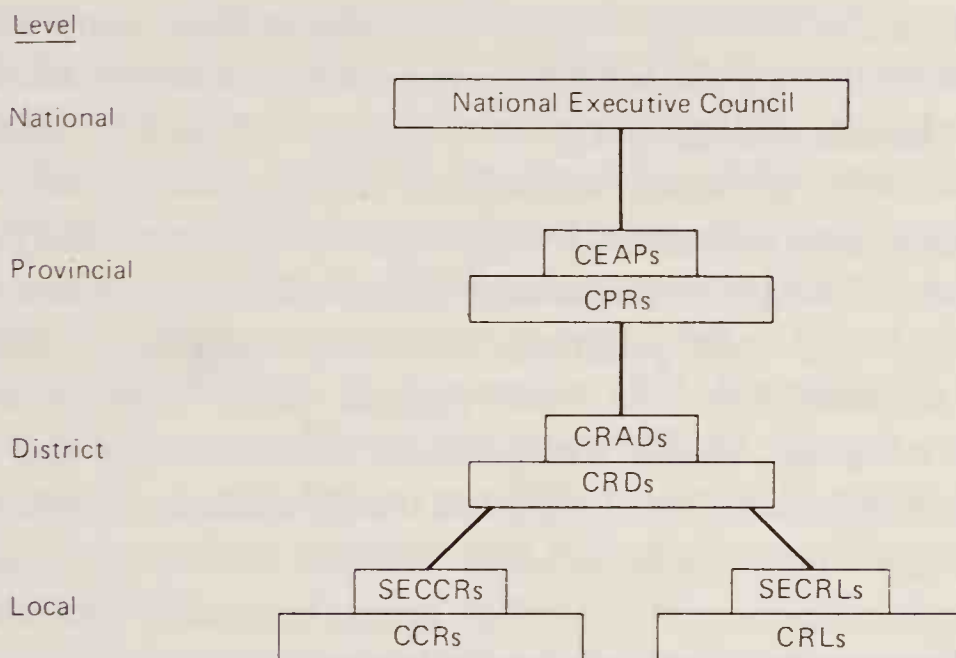 Level
National
National Executive Council
Provincial
CEAPs
CPRs
District
CRADs
CRDs
Local
SECCRs
SECRLs
CCRs
CRLs